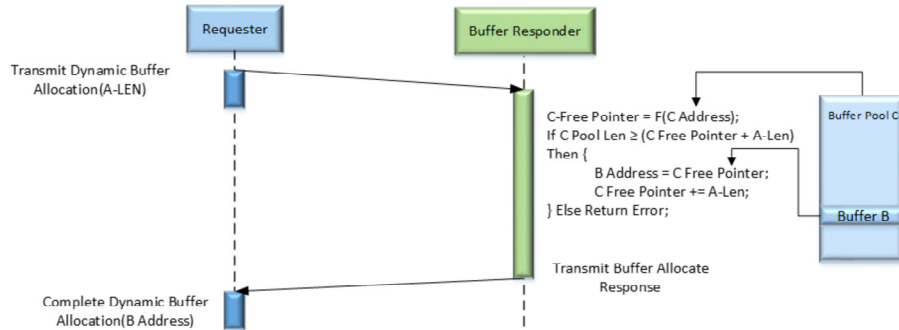 Requester
Buffer Responder
Transmit Dynamic Buffer
Allocation(A-LEN)
C-Free Pointer = F(C Address);
If C Pool Len ≥ (C Free Pointer + A-Len)
Then {
B Address = C Free Pointer;
C Free Pointer += A-Len;
} Else Return Error;
Buffer Pool C
Buffer B
Transmit Buffer Allocate
Response
Complete Dynamic Buffer
Allocation(B Address)